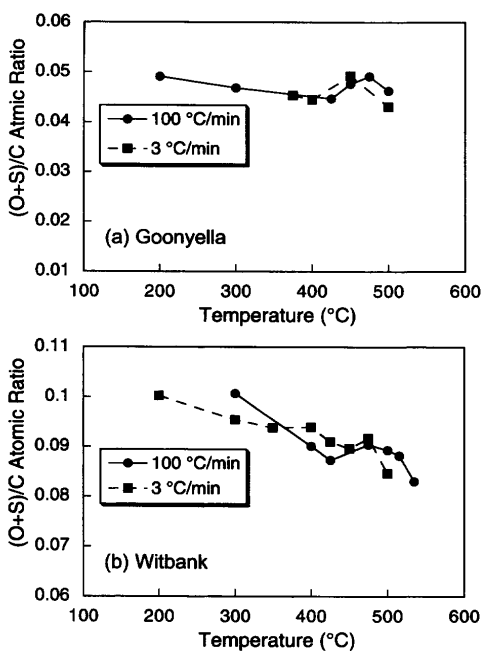 0.06
0.05
0.04
0.03
0.02
0.01
(O+S)/C Atmic Ratio
100 °C/min
3 °C/min
(a) Goonyella
100 200 300 400 500 600
Temperature (°C)
0.11
0.1
0.09
0.08
0.07
0.06
(O+S)/C Atomic Ratio
100 °C/min
3 °C/min
(b) Witbank
100 200 300 400 500 600
Temperature (°C)